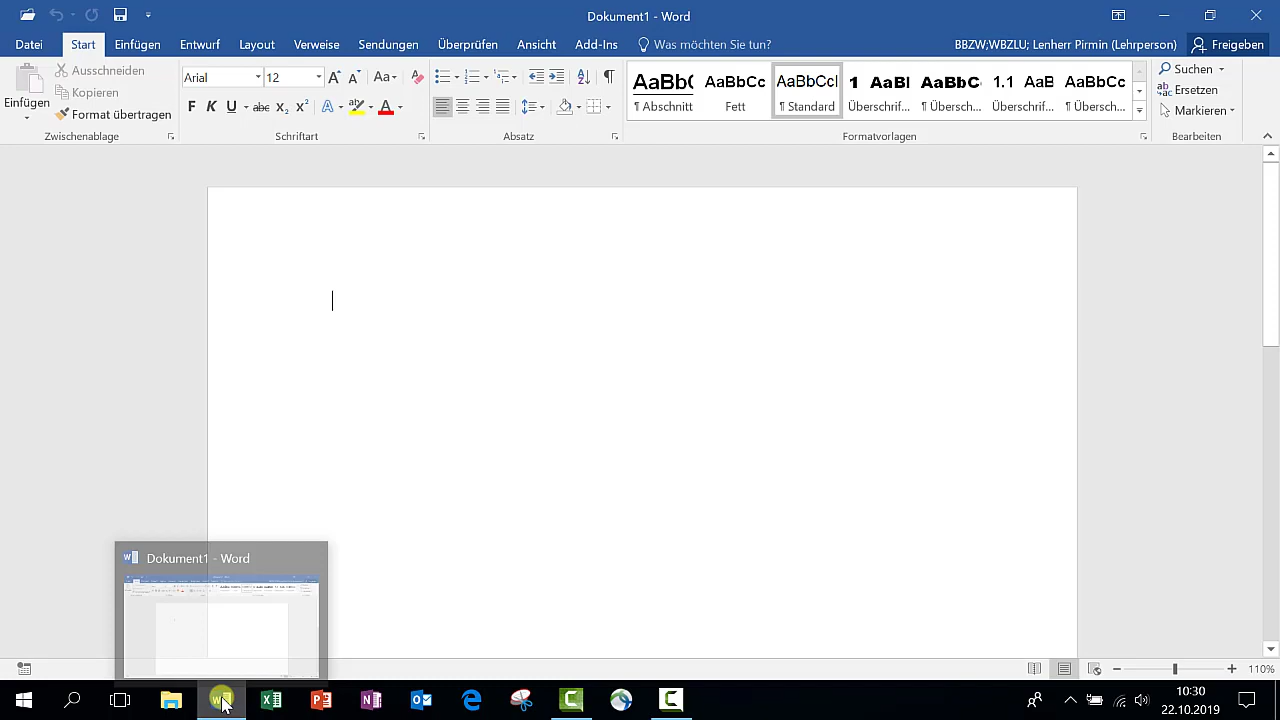 Dokument1 - Word
BBZW;WBZLU; Lenherr Pirmin (Lehrperson)
Freigeben
Datei
Start
Einfügen
Entwurf
Layout
Verweise
Sendungen
Überprüfen
Ansicht
Add-Ins
Was möchten Sie tun?
Einfügen
Ausschneiden
Kopieren
Format übertragen
Zwischenablage
Arial
12
Aa
F K U abc x₂ x²
A
A
Schriftart
Absatz
AaBb(
¶ Abschnitt
AaBbCc
Fett
AaBbCcI
¶ Standard
1 AaBl
Überschrif...
AaBbC
¶ Übersch...
1.1 AaB
Überschrif...
AaBbCc
¶ Übersch...
Formatvorlagen
Suchen
Ersetzen
Markieren
Bearbeiten
Dokument1 - Word
110%
10:30
22.10.2019